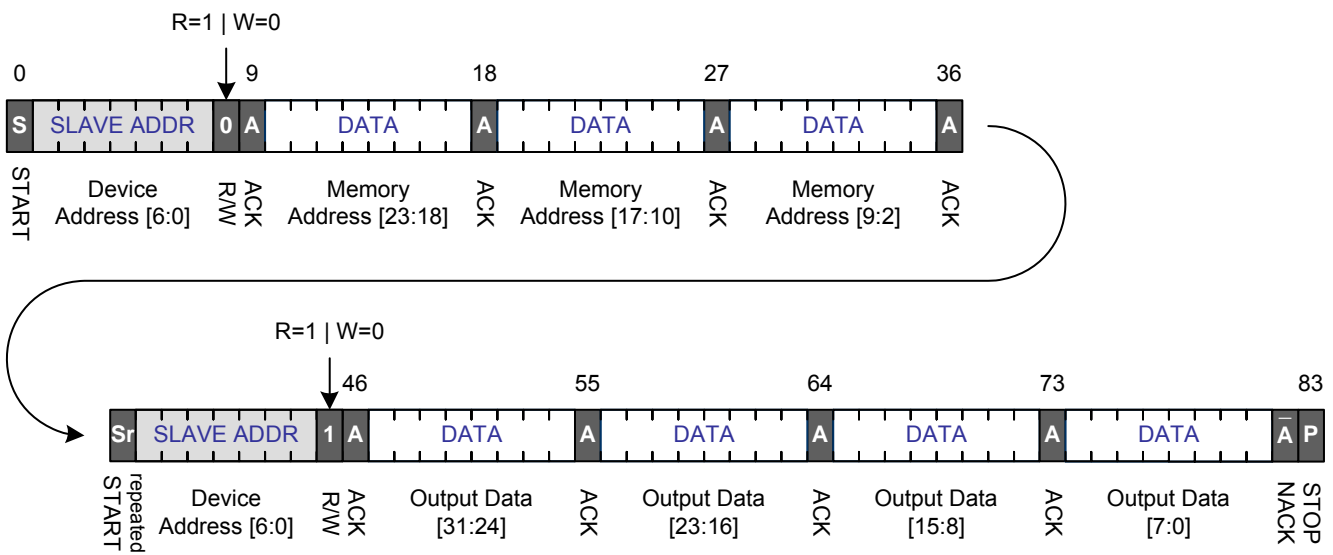 R=1 | W=0
0 9 18 27 36
S SLAVE ADDR 0 A DATA A DATA A DATA A
START Device Address [6:0] R/W ACK Memory Address [23:18] ACK Memory Address [17:10] ACK Memory Address [9:2] ACK
R=1 | W=0
46 55 64 73 83
Sr SLAVE ADDR 1 A DATA A DATA A DATA A DATA A̅ P
repeated START Device Address [6:0] R/W ACK Output Data [31:24] ACK Output Data [23:16] ACK Output Data [15:8] ACK Output Data [7:0] NACK STOP